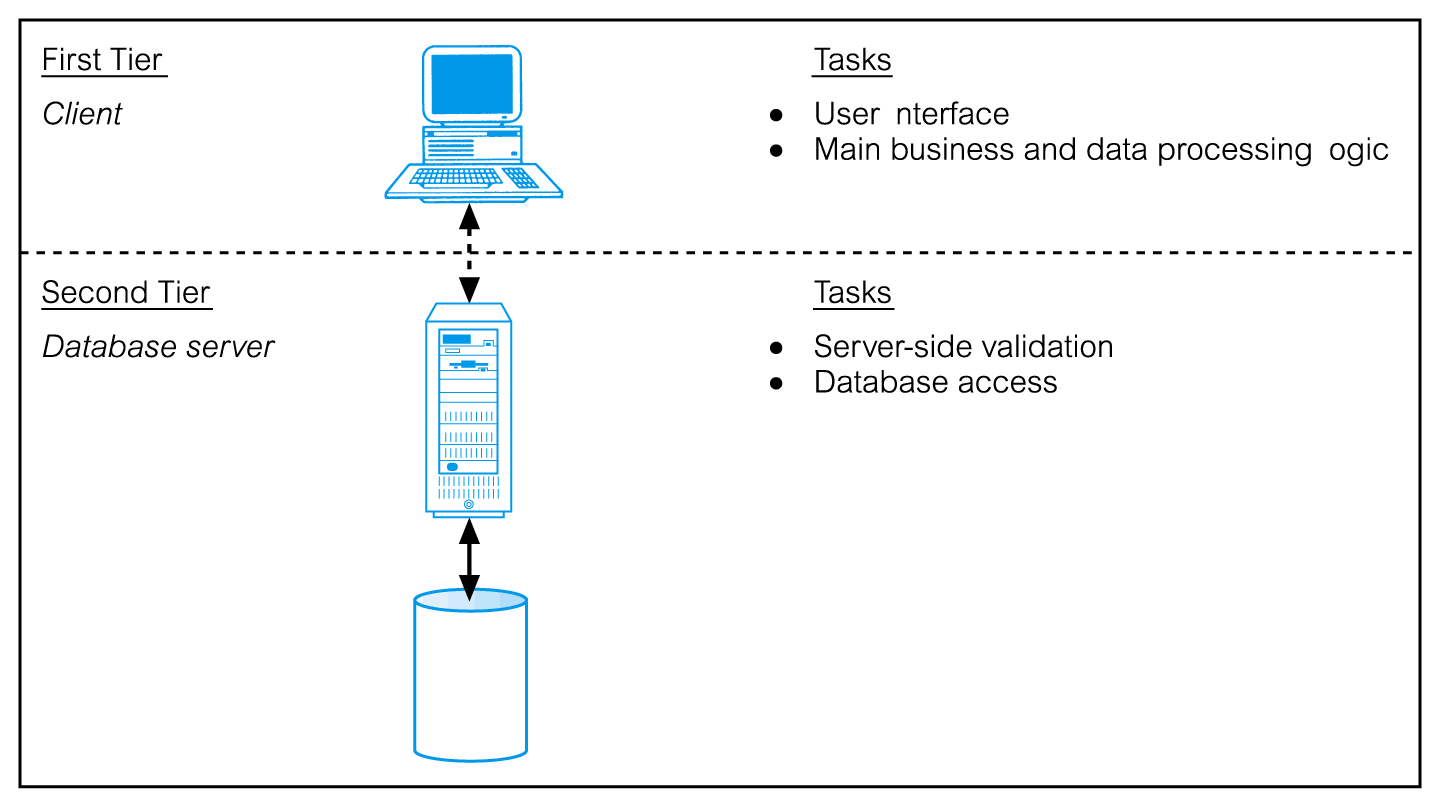 First Tier
Client
Tasks
● User nterface
● Main business and data processing ogic
Second Tier
Database server
Tasks
● Server-side validation
● Database access